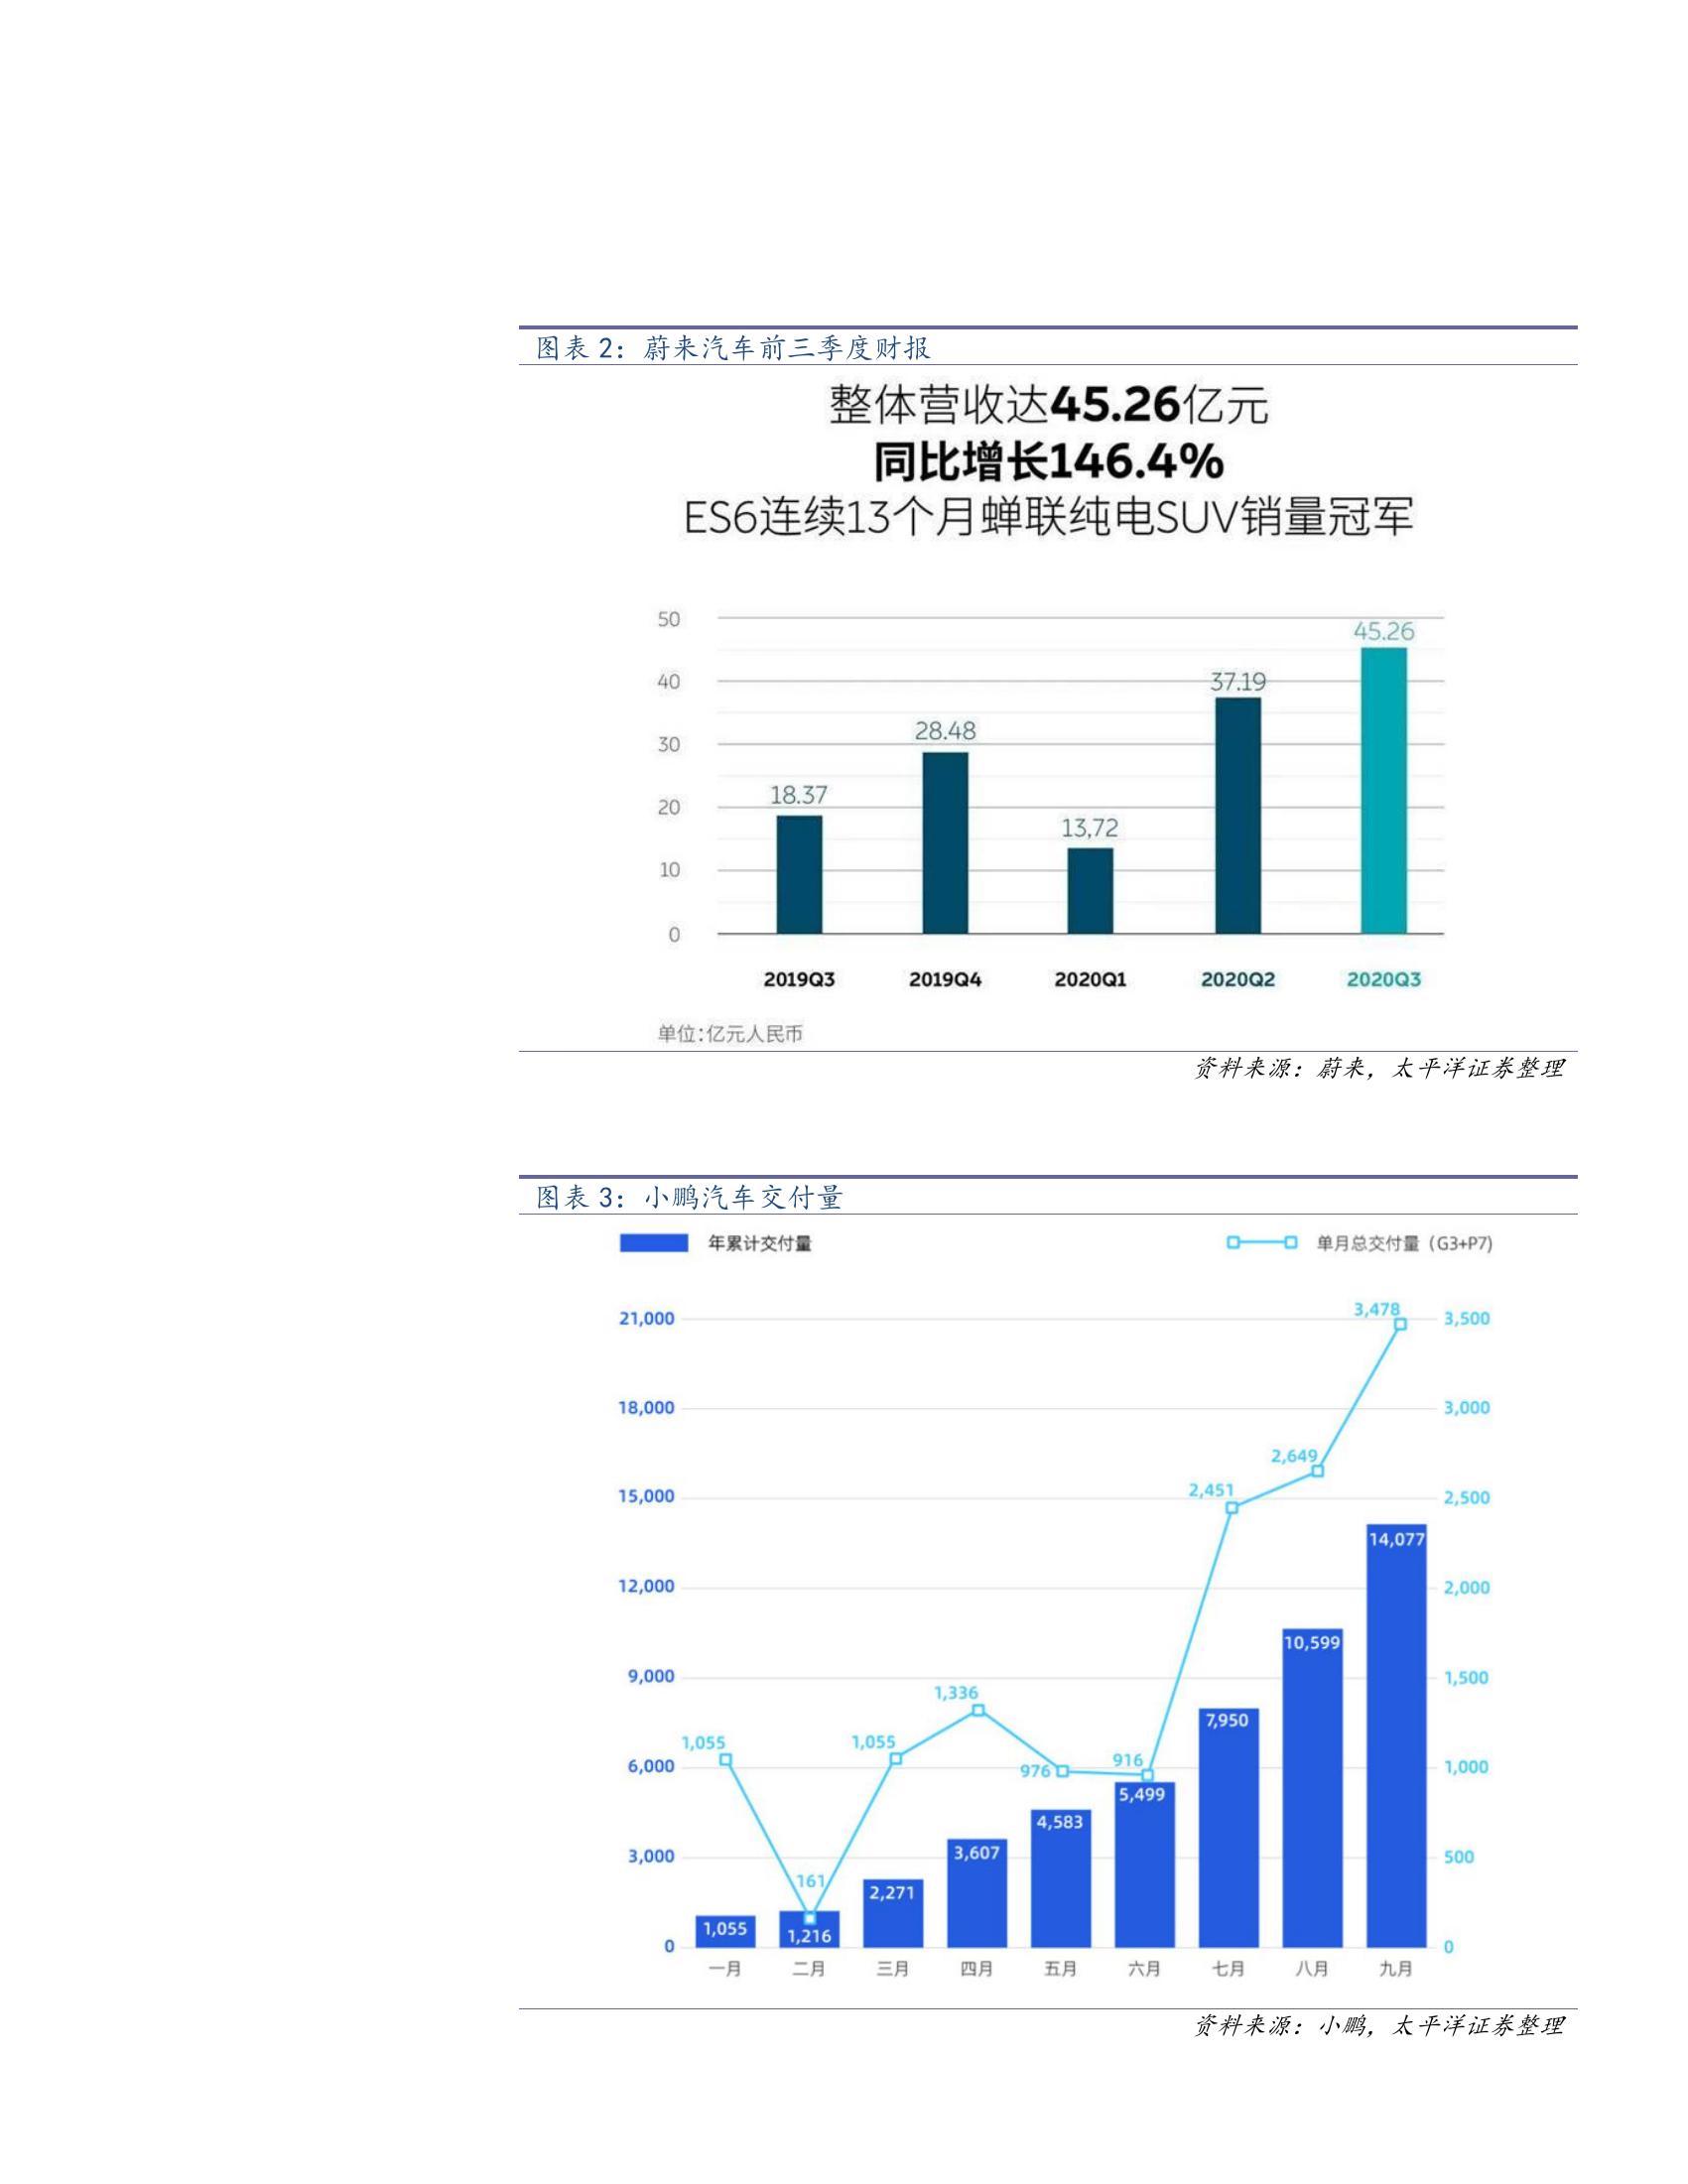 图表 2：蔚来汽车前三季度财报
整体营收达45.26亿元
同比增长146.4%
ES6连续13个月蝉联纯电SUV销量冠军
50
45.26
40
37.19
30
28.48
20
18.37
13,72
10
0
2019Q3 2019Q4 2020Q1 2020Q2 2020Q3
单位:亿元人民币
资料来源：蔚来，太平洋证券整理
图表 3：小鹏汽车交付量
年累计交付量 单月总交付量（G3+P7)
3,478
21,000 3,500
18,000 3,000
2,649
2,451
15,000 2,500
14,077
12,000 2,000
10,599
9,000 1,500
1,336
7,950
1,055 1,055
916
6,000 976 1,000
5,499
4,583
3,607
3,000 500
161
2,271
1,055 1,216
0 0
一月 二月 三月 四月 五月 六月 七月 八月 九月
资料来源：小鹏，太平洋证券整理